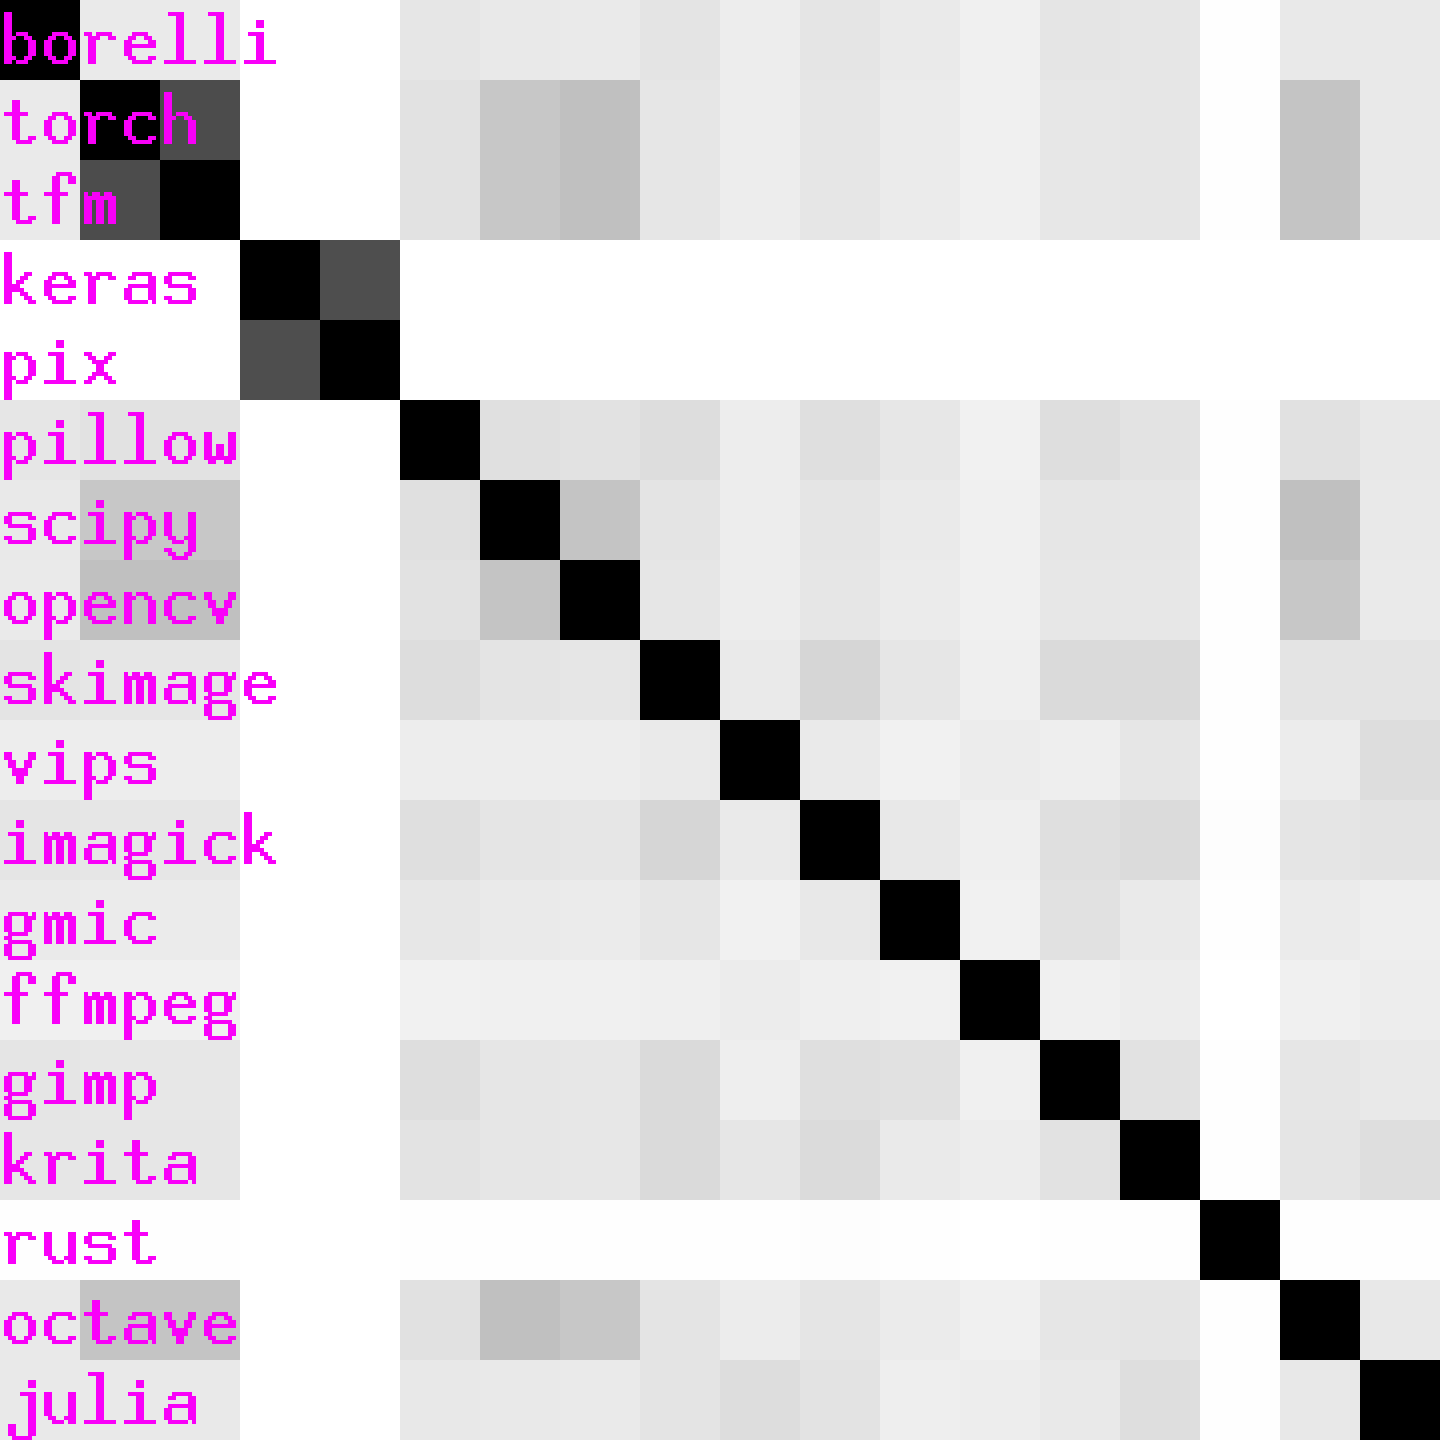 borelli
torch
tfm
keras
pix
pillow
scipy
opencv
skimage
vips
imagick
gmic
ffmpeg
gimp
krita
rust
octave
julia